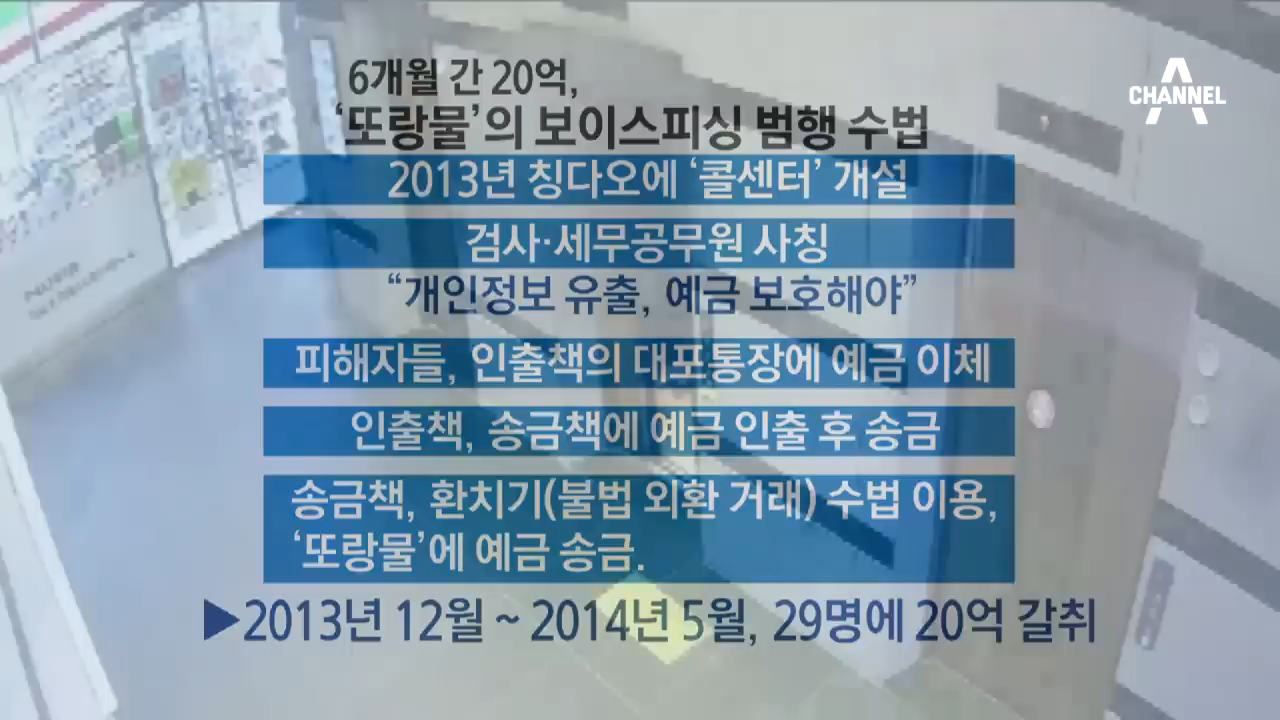 CHANNEL
6개월 간 20억,
‘또랑물’의 보이스피싱 범행 수법
2013년 칭다오에 ‘콜센터’ 개설
검사·세무공무원 사칭
“개인정보 유출, 예금 보호해야”
피해자들, 인출책의 대포통장에 예금 이체
인출책, 송금책에 예금 인출 후 송금
송금책, 환치기(불법 외환 거래) 수법 이용,
‘또랑물’에 예금 송금.
▶2013년 12월 ~ 2014년 5월, 29명에 20억 갈취